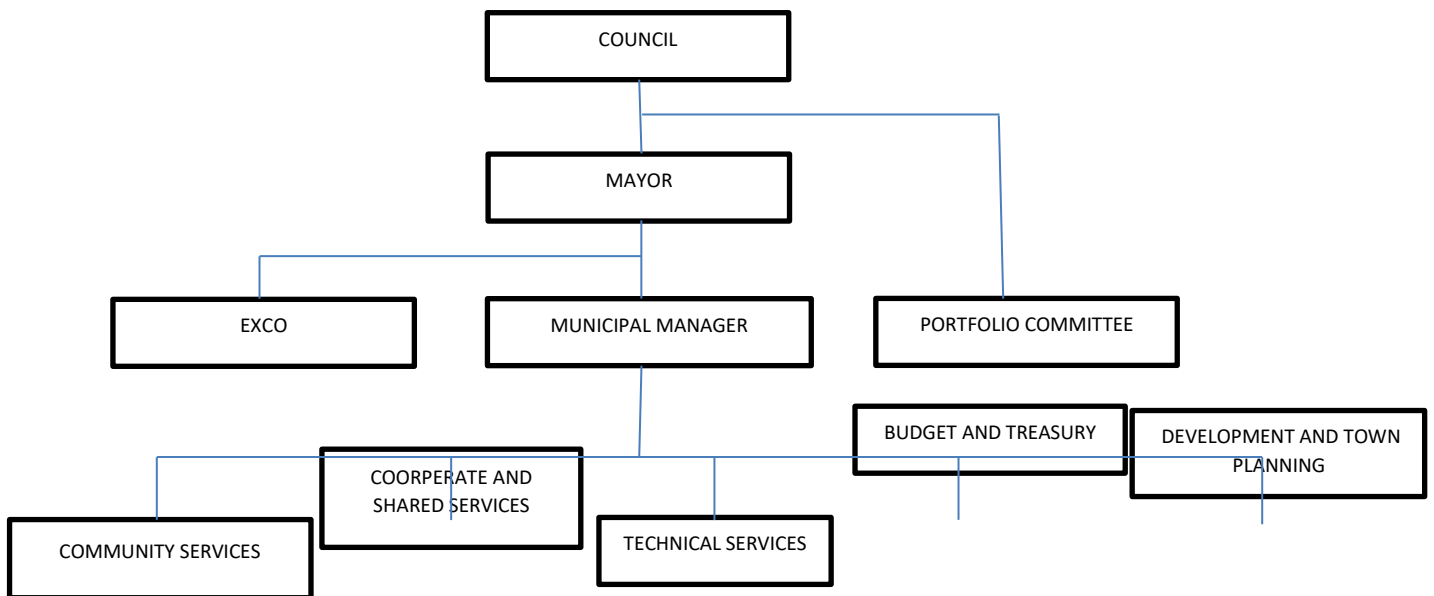 COUNCIL
MAYOR
EXCO
MUNICIPAL MANAGER
PORTFOLIO COMMITTEE
BUDGET AND TREASURY
DEVELOPMENT AND TOWN
PLANNING
COORPERATE AND
SHARED SERVICES
COMMUNITY SERVICES
TECHNICAL SERVICES